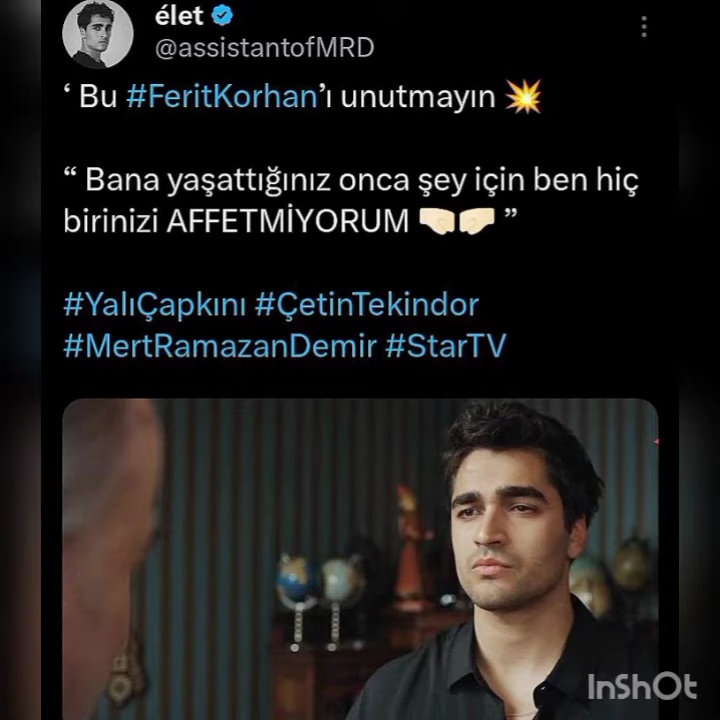 élet
@assistantofMRD
‘ Bu #FeritKorhan’ı unutmayın 💥
“ Bana yaşattığınız onca şey için ben hiç
birinizi AFFETMİYORUM 🤜🏻🤛🏻 ”
#YalıÇapkını #ÇetinTekindor
#MertRamazanDemir #StarTV
InShOt